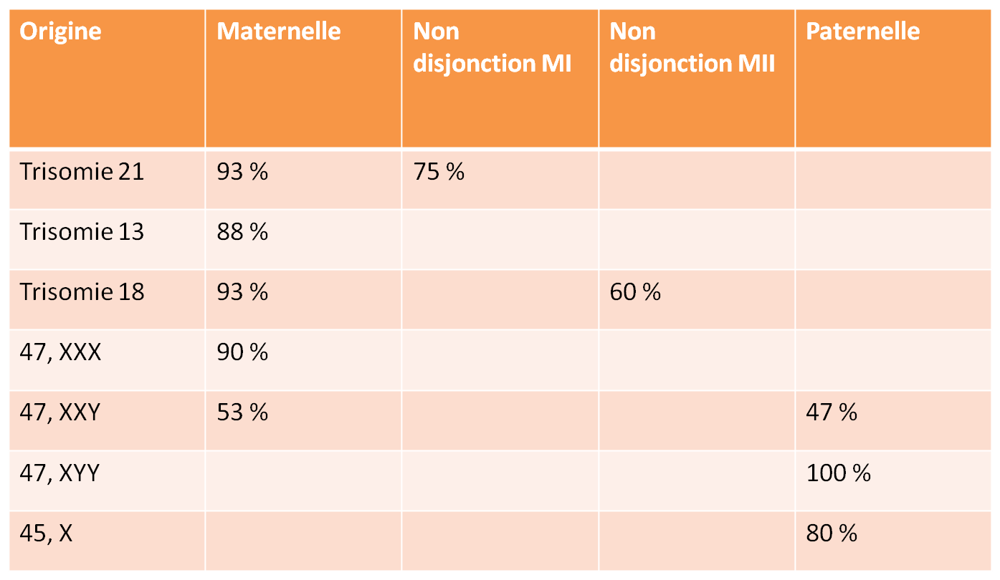 Origine Maternelle Non disjonction MI Non disjonction MII Paternelle
Trisomie 21 93 % 75 %
Trisomie 13 88 %
Trisomie 18 93 % 60 %
47, XXX 90 %
47, XXY 53 % 47 %
47, XYY 100 %
45, X 80 %